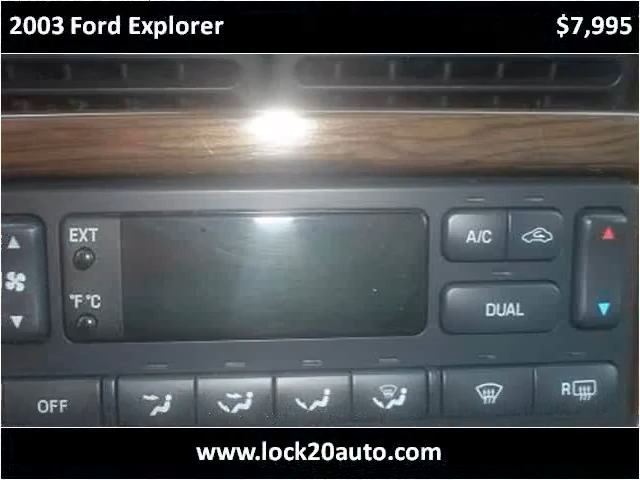 2003 Ford Explorer $7,995
EXT
A/C
°F °C
DUAL
OFF
R
www.lock20auto.com